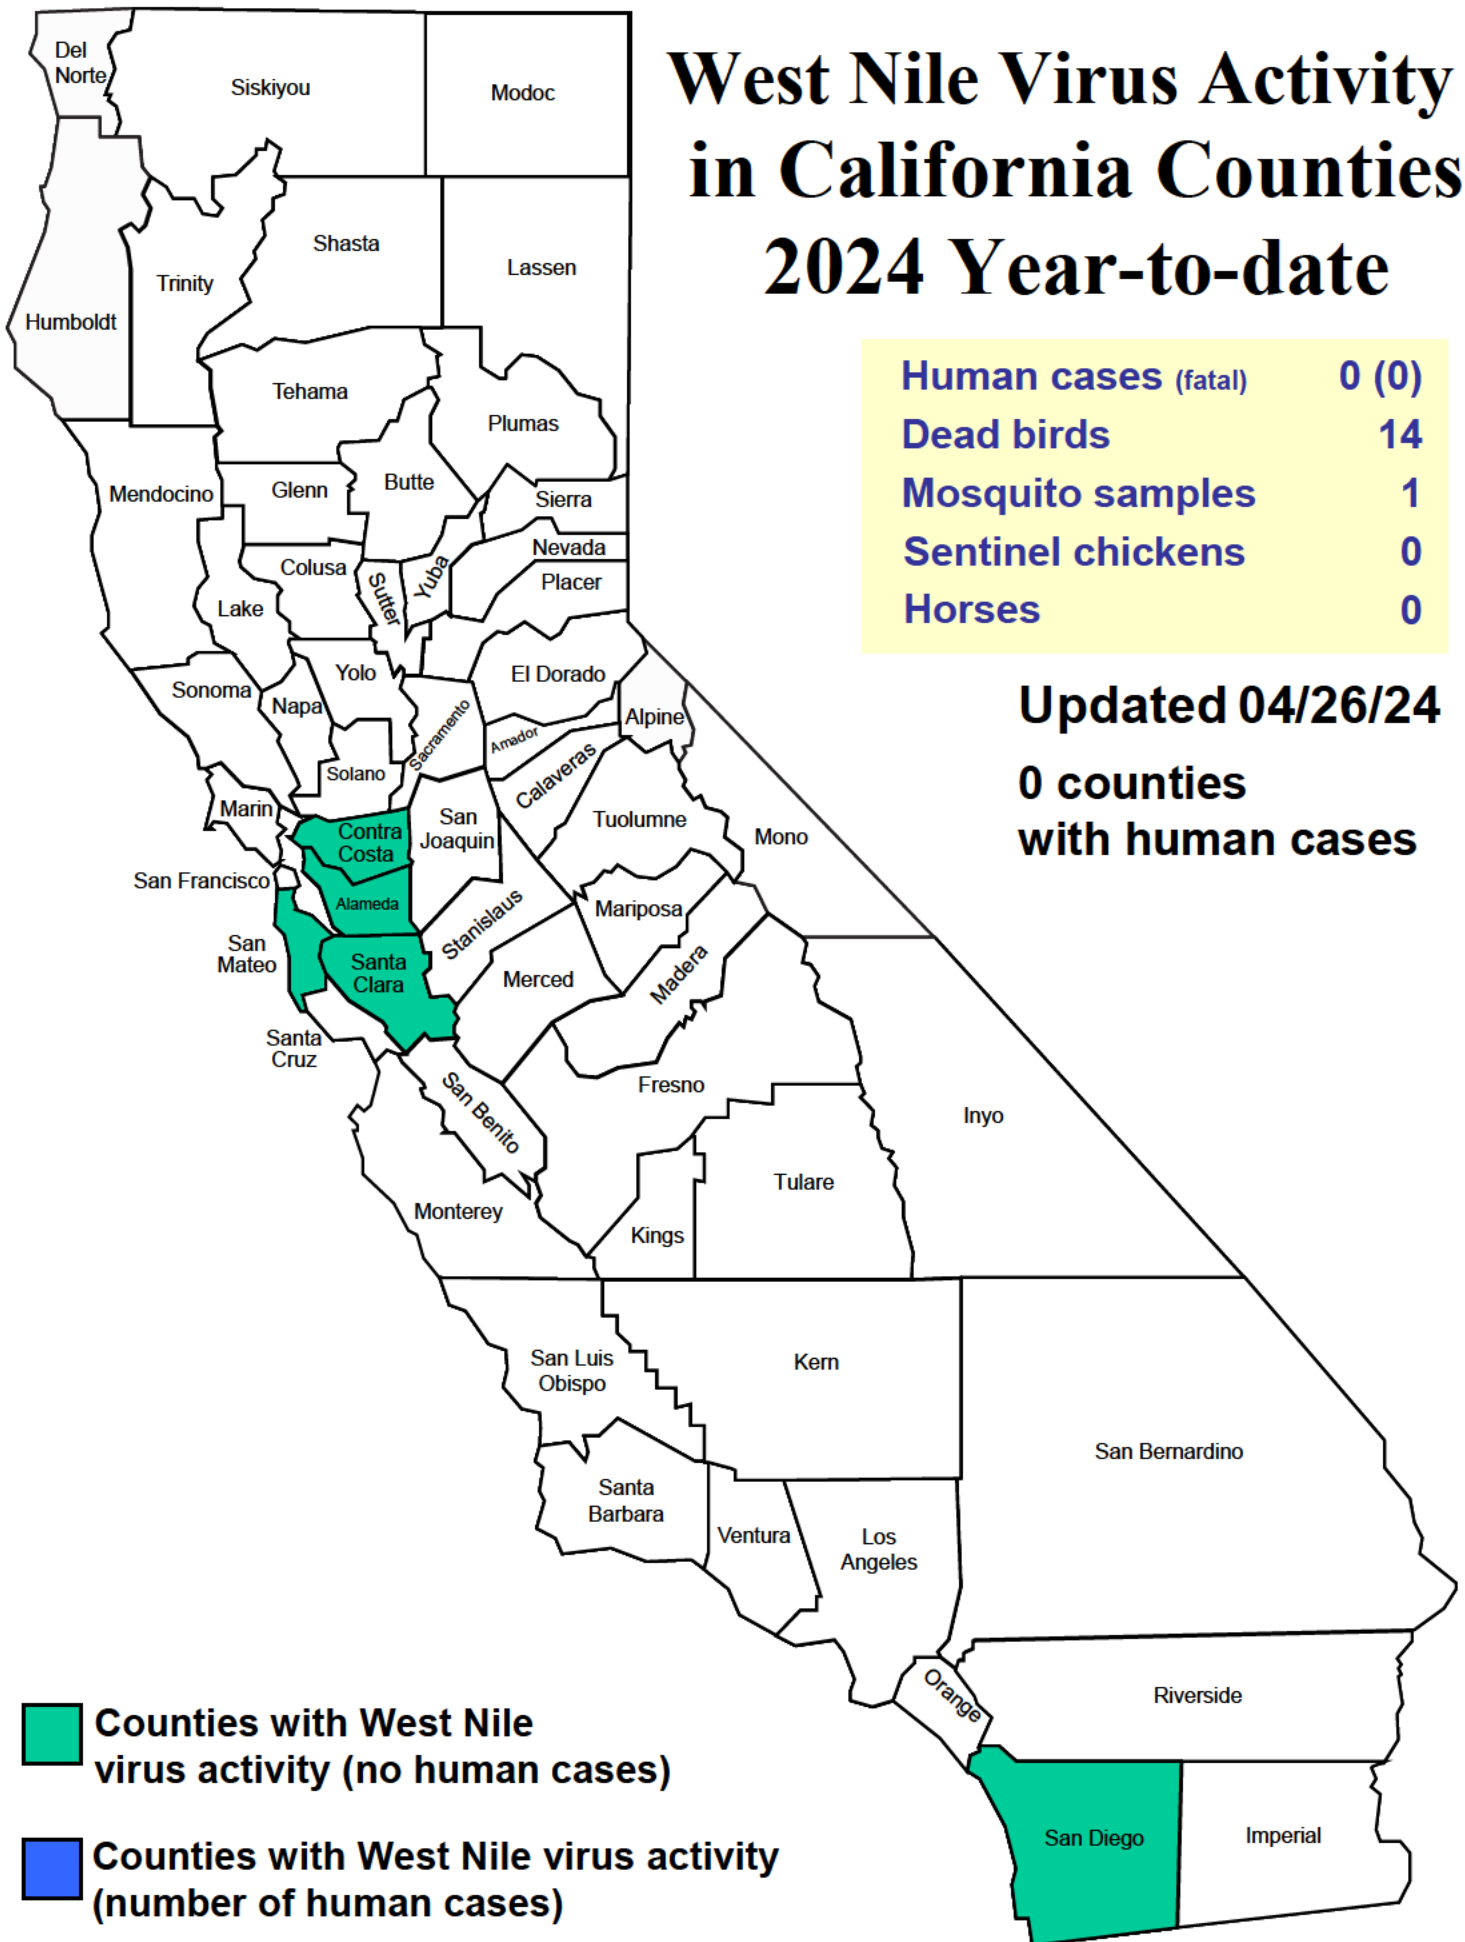 West Nile Virus Activity
in California Counties
2024 Year-to-date
Human cases (fatal) 0 (0)
Dead birds 14
Mosquito samples 1
Sentinel chickens 0
Horses 0
Updated 04/26/24
0 counties
with human cases
Del
Norte
Siskiyou
Modoc
Shasta
Lassen
Trinity
Humboldt
Tehama
Plumas
Mendocino
Glenn
Butte
Sierra
Nevada
Colusa
Sutter
Yuba
Placer
Lake
El Dorado
Yolo
Sonoma
Napa
Sacramento
Alpine
Amador
Solano
Calaveras
Marin
San
Joaquin
Tuolumne
Mono
Contra
Costa
San Francisco
Alameda
Stanislaus
Mariposa
San
Mateo
Santa
Clara
Merced
Madera
Santa
Cruz
San Benito
Fresno
Inyo
Tulare
Monterey
Kings
San Luis
Obispo
Kern
San Bernardino
Santa
Barbara
Ventura
Los
Angeles
Orange
Riverside
San Diego
Imperial
Counties with West Nile
virus activity (no human cases)
Counties with West Nile virus activity
(number of human cases)